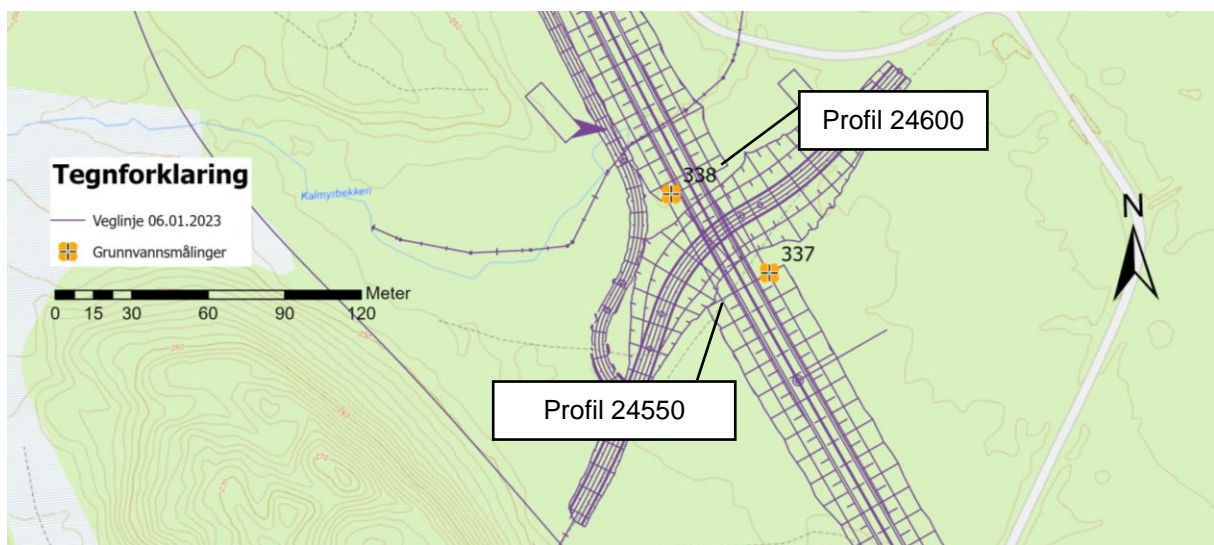 Profil 24600
338
Tegnforklaring
Kalmyrbekken
N
Veglinje 06.01.2023
337
Grunnvannsmålinger
Meter
0 15 30 60 90 120
Profil 24550